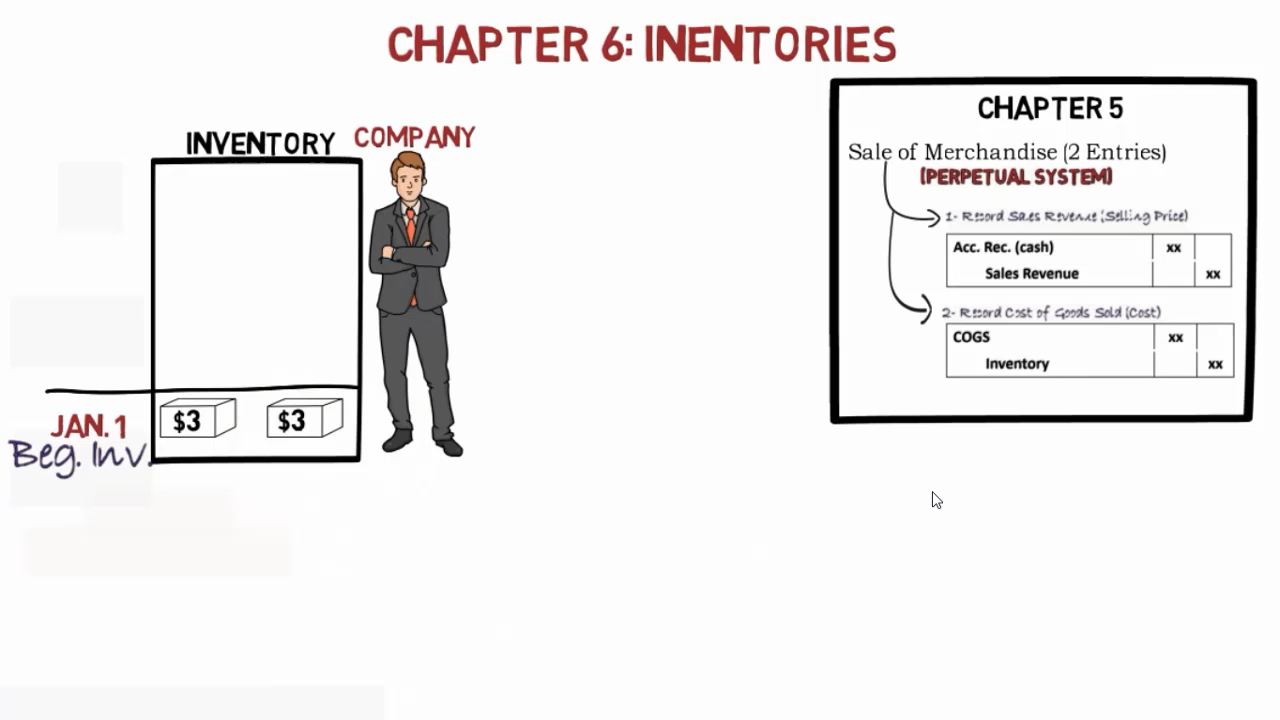 CHAPTER 6: INENTORIES
INVENTORY
COMPANY
$3
$3
JAN. 1
Beg. Inv.
CHAPTER 5
Sale of Merchandise (2 Entries)
(PERPETUAL SYSTEM)
1- Record Sales Revenue (Selling Price)
Acc. Rec. (cash) xx
Sales Revenue xx
2- Record Cost of Goods Sold (Cost)
COGS xx
Inventory xx